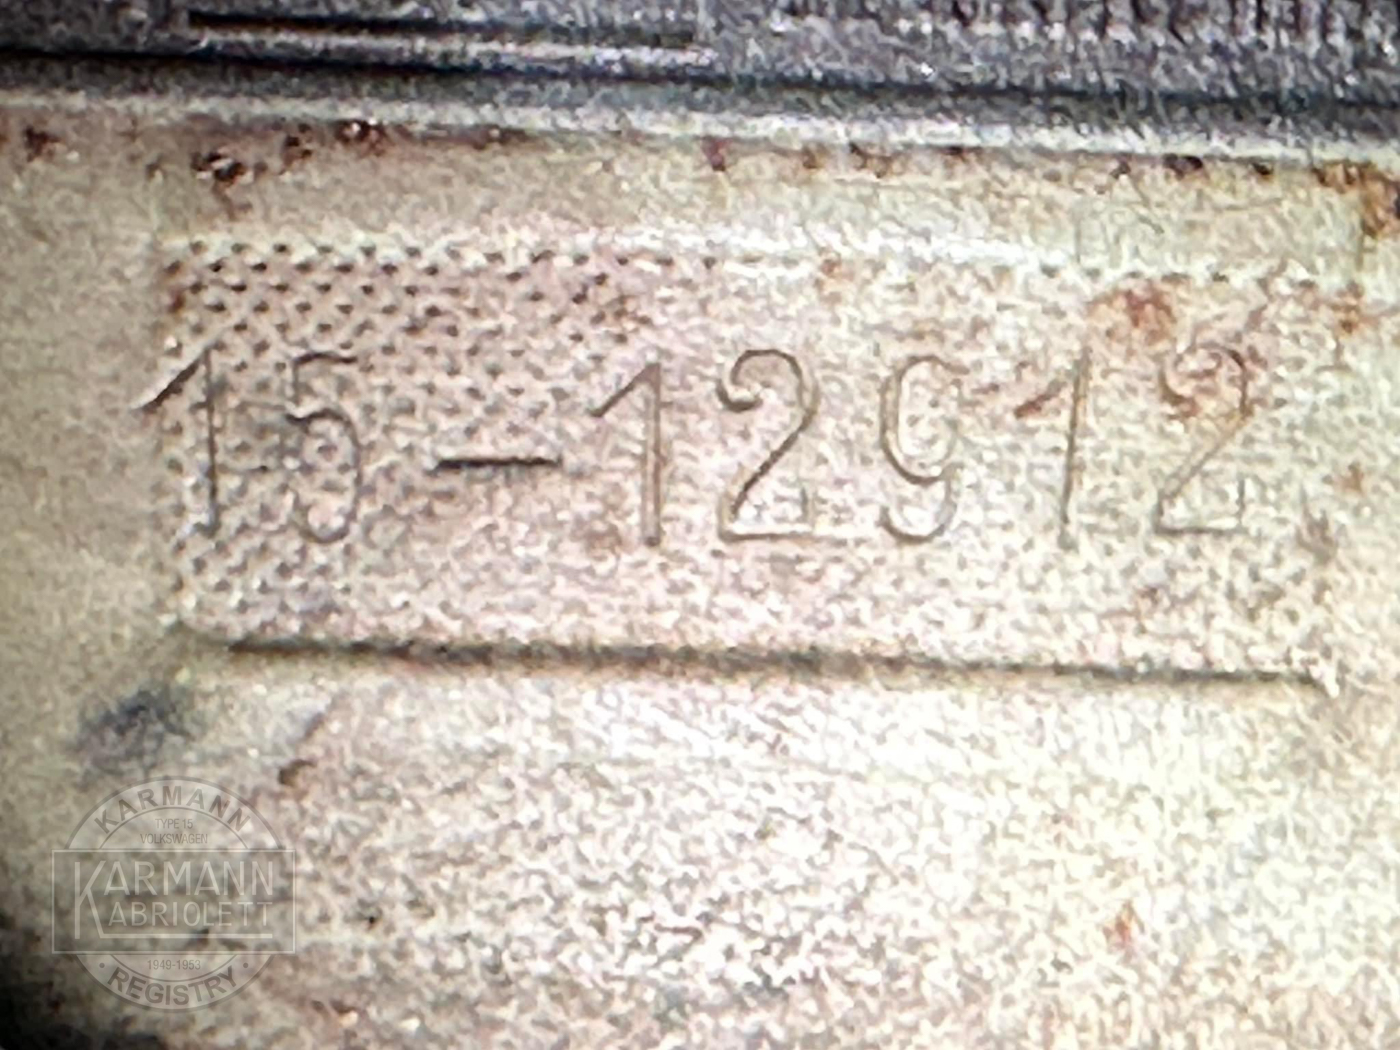 15-12912
KARMANN
TYPE 15
VOLKSWAGEN
KARMANN
KABRIOLETT
1949-1953
• REGISTRY •